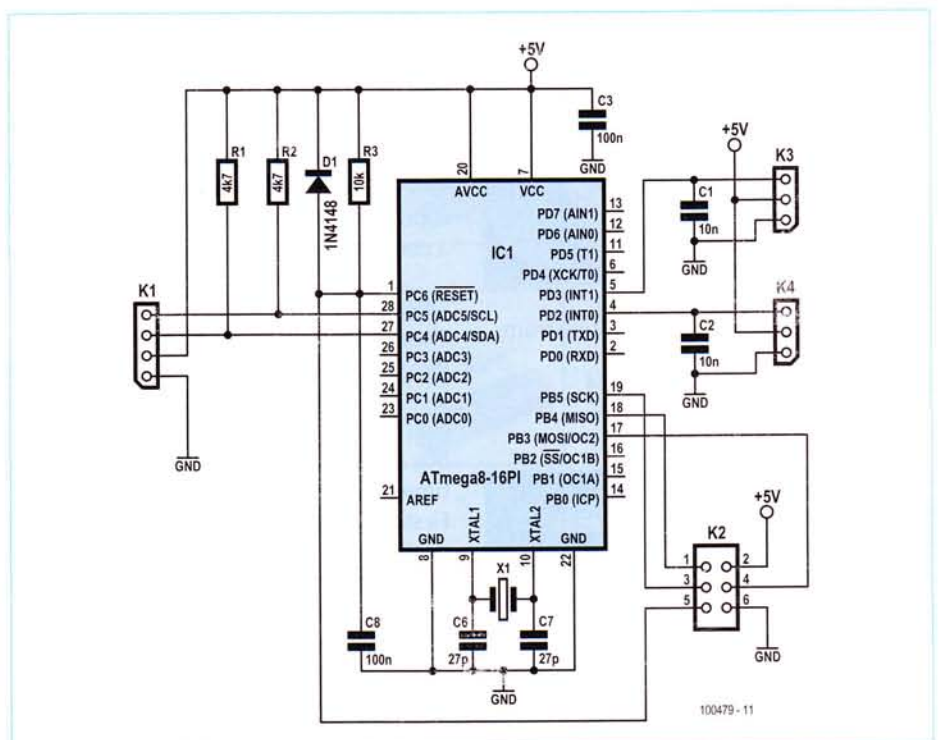 +5V
C3
100n
GND
R1
4k7
R2
4k7
D1
1N4148
R3
10k
20
AVCC
7
VCC
+5V
K3
C1
10n
GND
IC1
PD7 (AIN1) 13
PD6 (AIN0) 12
PD5 (T1) 11
PD4 (XCK/T0) 6
PD3 (INT1) 5
PD2 (INT0) 4
PD1 (TXD) 3
PD0 (RXD) 2
1 PC6 (RESET)
28 PC5 (ADC5/SCL)
27 PC4 (ADC4/SDA)
26 PC3 (ADC3)
25 PC2 (ADC2)
24 PC1 (ADC1)
23 PC0 (ADC0)
K1
GND
K4
C2
10n
GND
PB5 (SCK) 19
PB4 (MISO) 18
PB3 (MOSI/OC2) 17
PB2 (SS/OC1B) 16
PB1 (OC1A) 15
PB0 (ICP) 14
ATmega8-16PI
21 AREF
GND
8
XTAL1
9
XTAL2
10
GND
22
X1
C8
100n
C6
27p
C7
27p
GND
+5V
K2
1 2
3 4
5 6
GND
100479 - 11